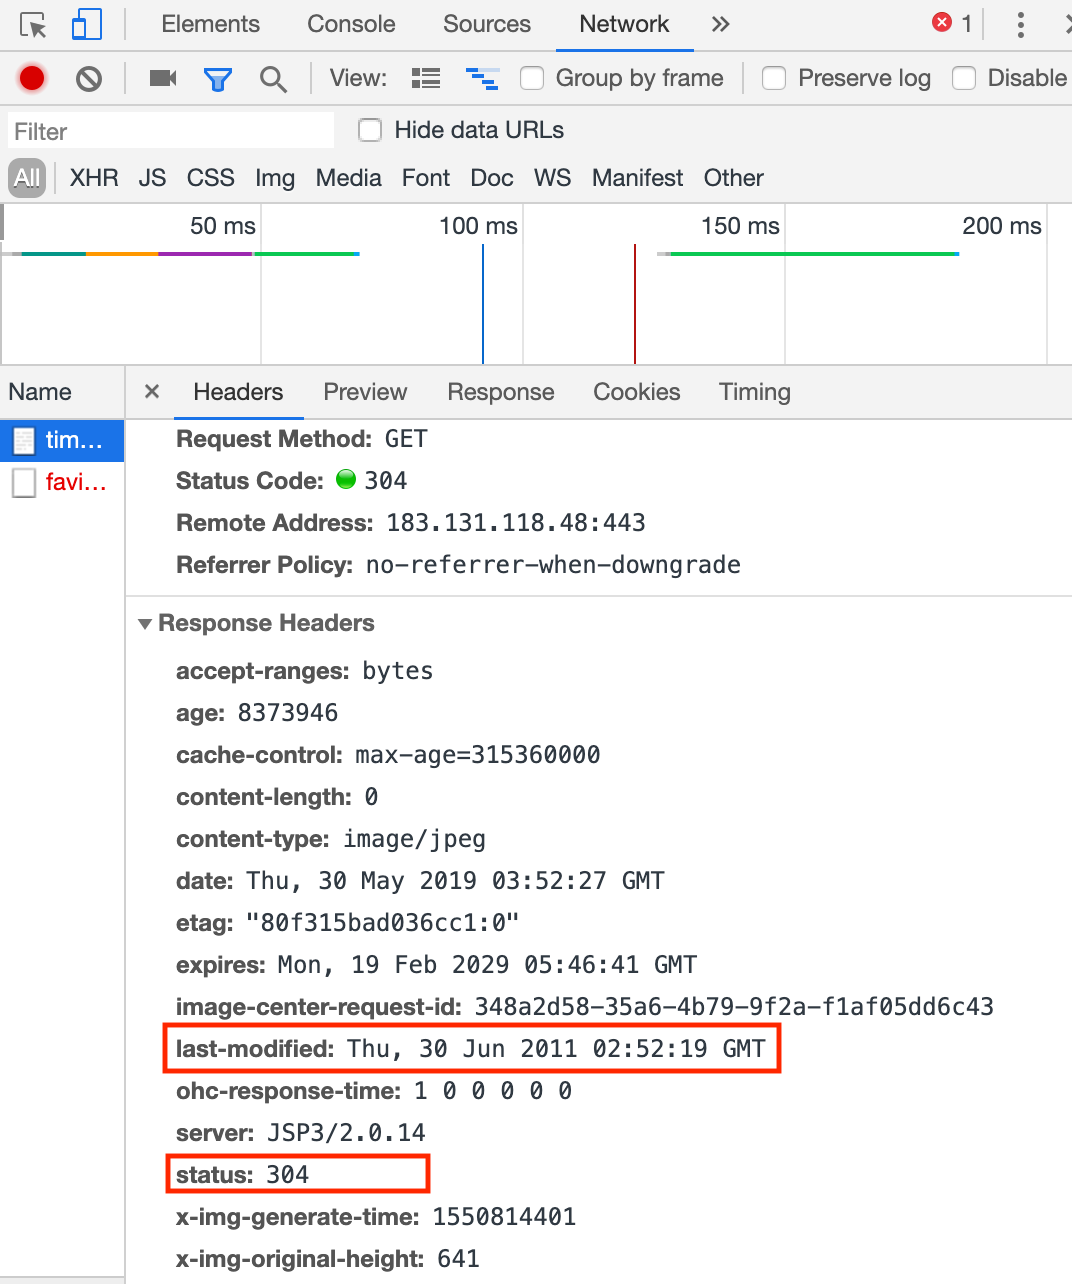 Elements Console Sources Network » 1
View: Group by frame Preserve log Disable
Filter Hide data URLs
All XHR JS CSS Img Media Font Doc WS Manifest Other
50 ms 100 ms 150 ms 200 ms
Name × Headers Preview Response Cookies Timing
tim...
favi...
Request Method: GET
Status Code: 304
Remote Address: 183.131.118.48:443
Referrer Policy: no-referrer-when-downgrade
Response Headers
accept-ranges: bytes
age: 8373946
cache-control: max-age=315360000
content-length: 0
content-type: image/jpeg
date: Thu, 30 May 2019 03:52:27 GMT
etag: "80f315bad036cc1:0"
expires: Mon, 19 Feb 2029 05:46:41 GMT
image-center-request-id: 348a2d58-35a6-4b79-9f2a-f1af05dd6c43
last-modified: Thu, 30 Jun 2011 02:52:19 GMT
ohc-response-time: 1 0 0 0 0 0
server: JSP3/2.0.14
status: 304
x-img-generate-time: 1550814401
x-img-original-height: 641